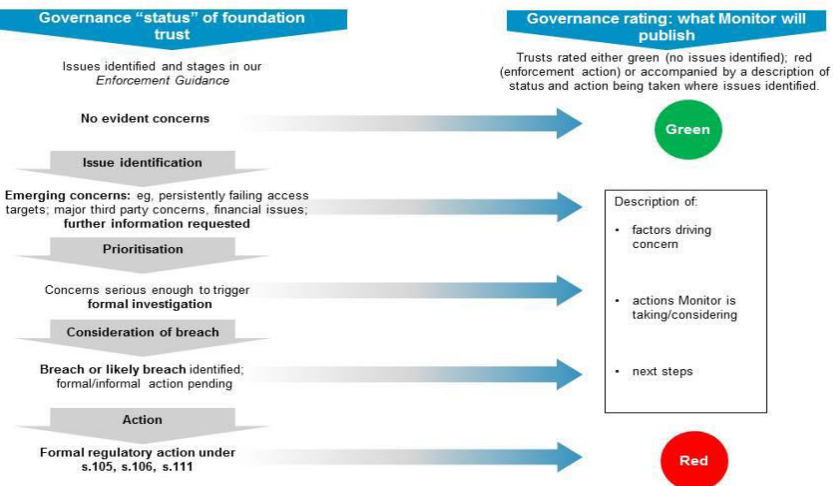 Governance “status” of foundation
trust
Issues identified and stages in our
Enforcement Guidance
No evident concerns
Issue identification
Emerging concerns: eg, persistently failing access
targets; major third party concerns, financial issues;
further information requested
Prioritisation
Concerns serious enough to trigger
formal investigation
Consideration of breach
Breach or likely breach identified;
formal/informal action pending
Action
Formal regulatory action under
s.105, s.106, s.111
Governance rating: what Monitor will
publish
Trusts rated either green (no issues identified); red
(enforcement action) or accompanied by a description of
status and action being taken where issues identified.
Green
Description of:
• factors driving
concern
• actions Monitor is
taking/considering
• next steps
Red